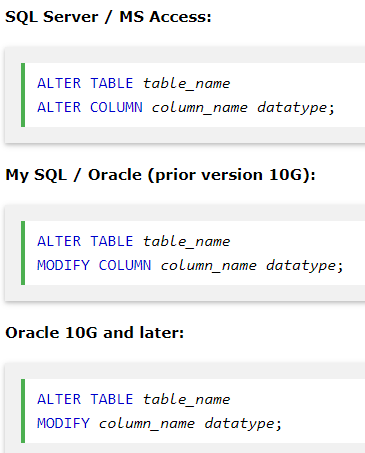 SQL Server / MS Access:
ALTER TABLE table_name
ALTER COLUMN column_name datatype;
My SQL / Oracle (prior version 10G):
ALTER TABLE table_name
MODIFY COLUMN column_name datatype;
Oracle 10G and later:
ALTER TABLE table_name
MODIFY column_name datatype;